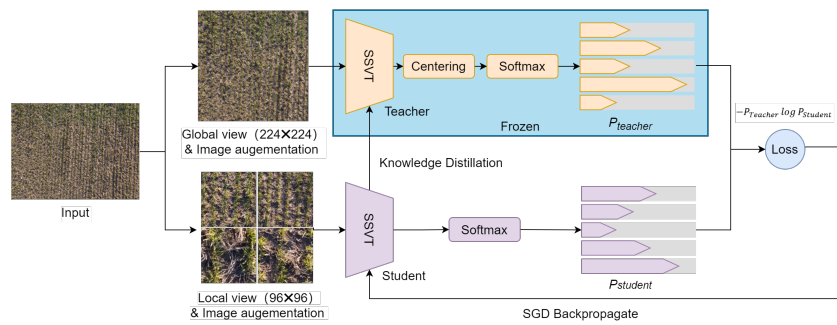 Input
Global view (224×224)
& Image augementation
Local view (96×96)
& Image augementation
SSVT
Teacher
Centering
Softmax
Frozen
P_teacher
Knowledge Distillation
SSVT
Student
Softmax
P_student
−P_Teacher log P_Student
Loss
SGD Backpropagate